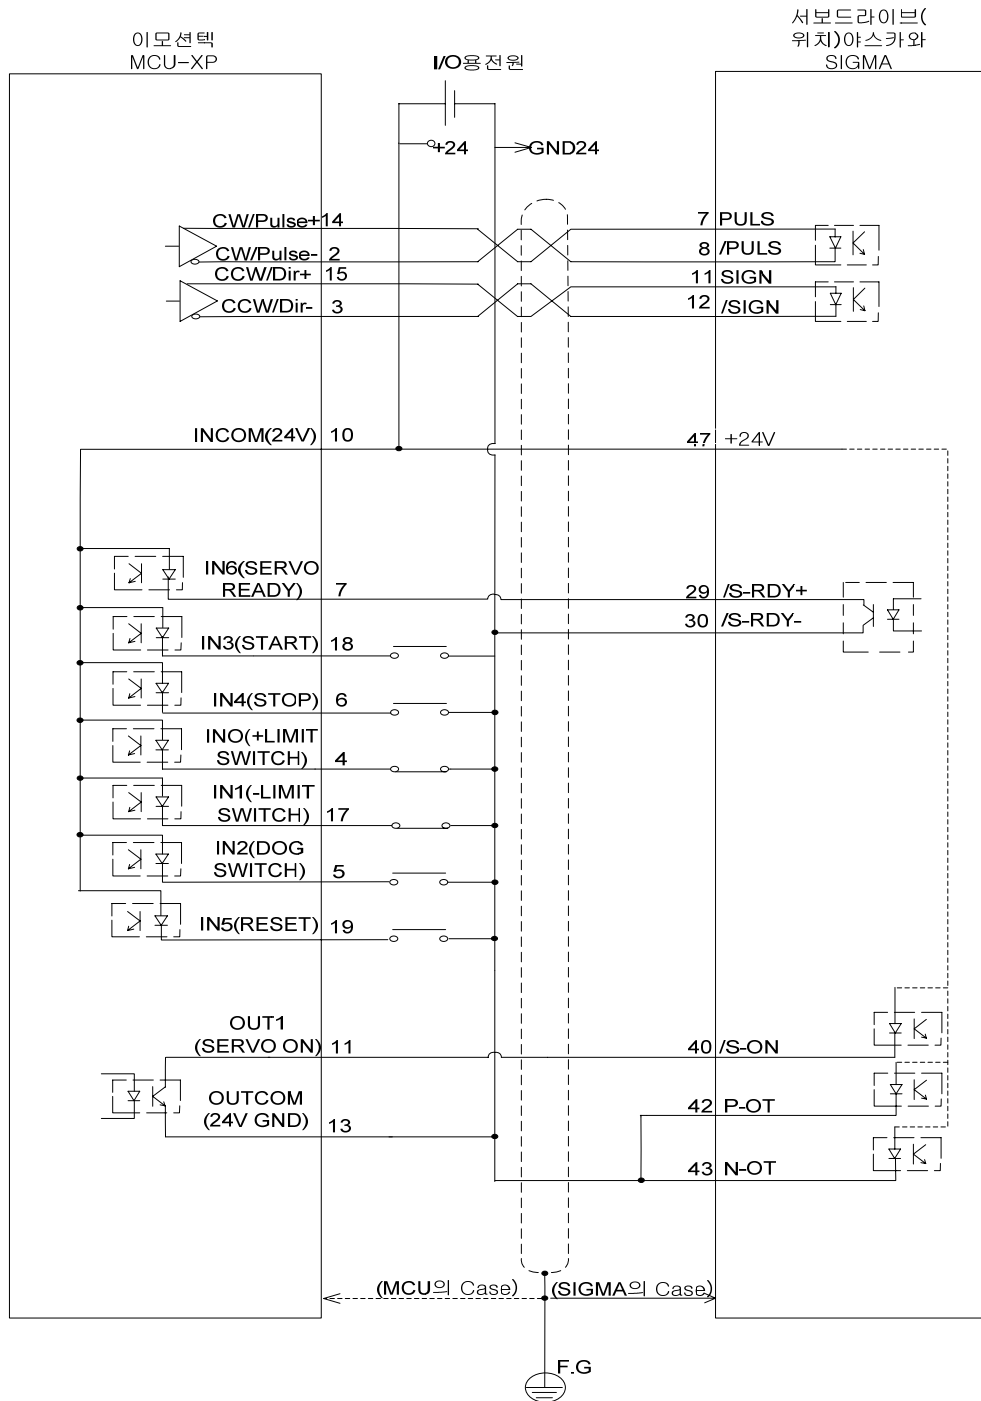 이모션텍
MCU-XP
I/O용전원
서보드라이브(
위치)야스카와
SIGMA
+24
GND24
CW/Pulse+ 14
7 PULS
CW/Pulse- 2
8 /PULS
CCW/Dir+ 15
11 SIGN
CCW/Dir- 3
12 /SIGN
INCOM(24V) 10
47 +24V
IN6(SERVO
READY) 7
29 /S-RDY+
30 /S-RDY-
IN3(START) 18
IN4(STOP) 6
IN0(+LIMIT
SWITCH) 4
IN1(-LIMIT
SWITCH) 17
IN2(DOG
SWITCH) 5
IN5(RESET) 19
OUT1
(SERVO ON) 11
40 /S-ON
OUTCOM
(24V GND) 13
42 P-OT
43 N-OT
(MCU의 Case)
(SIGMA의 Case)
F.G